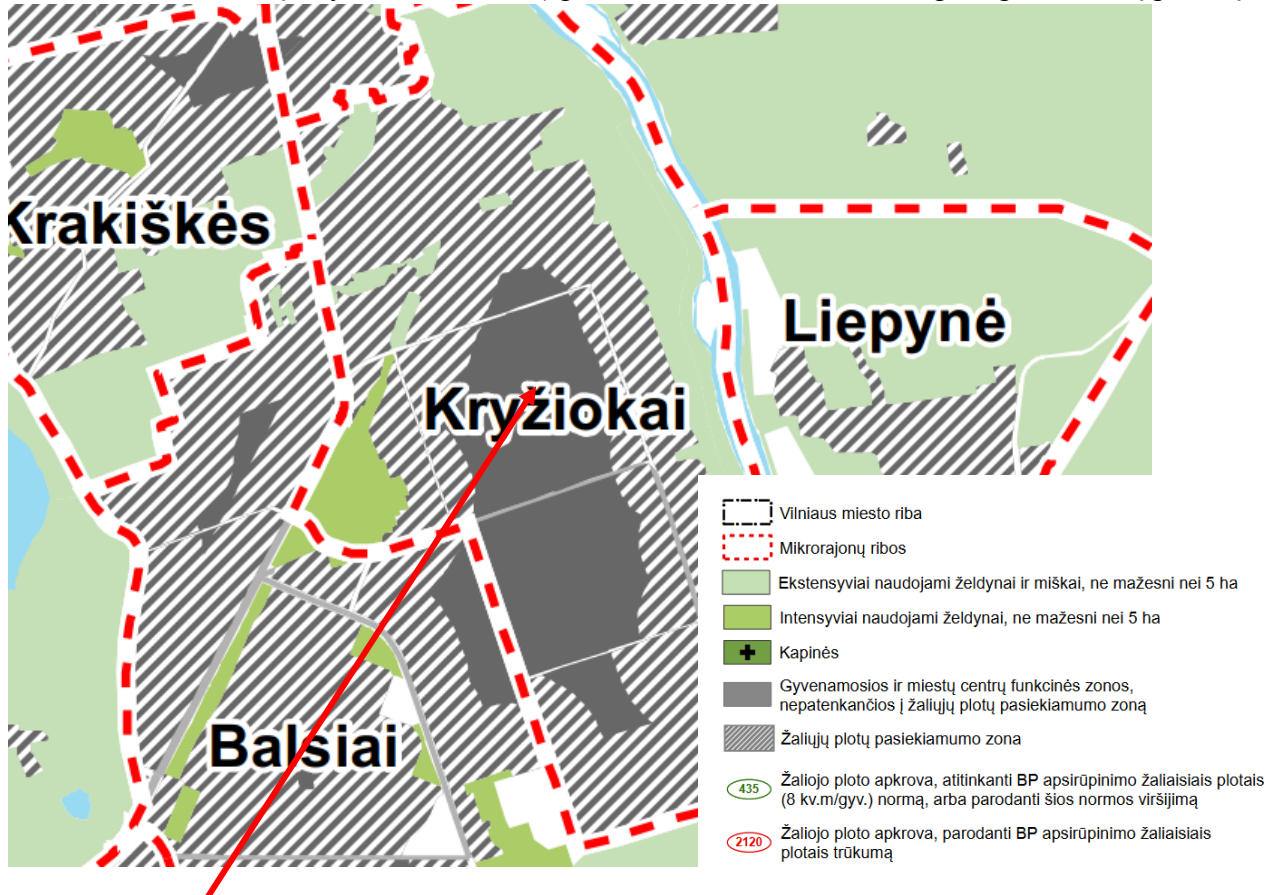 Krakiškės
Liepynė
Kryžiokai
Balsiai
Vilniaus miesto riba
Mikrorajonų ribos
Ekstensyviai naudojami želdynai ir miškai, ne mažesni nei 5 ha
Intensyviai naudojami želdynai, ne mažesni nei 5 ha
Kapinės
Gyvenamosios ir miestų centrų funkcinės zonos,
nepatenkančios į žaliųjų plotų pasiekiamumo zoną
Žaliųjų plotų pasiekiamumo zona
435 Žaliojo ploto apkrova, atitinkanti BP apsirūpinimo žaliaisiais plotais
(8 kv.m/gyv.) normą, arba parodanti šios normos viršijimą
2120 Žaliojo ploto apkrova, parodanti BP apsirūpinimo žaliaisiais
plotais trūkumą